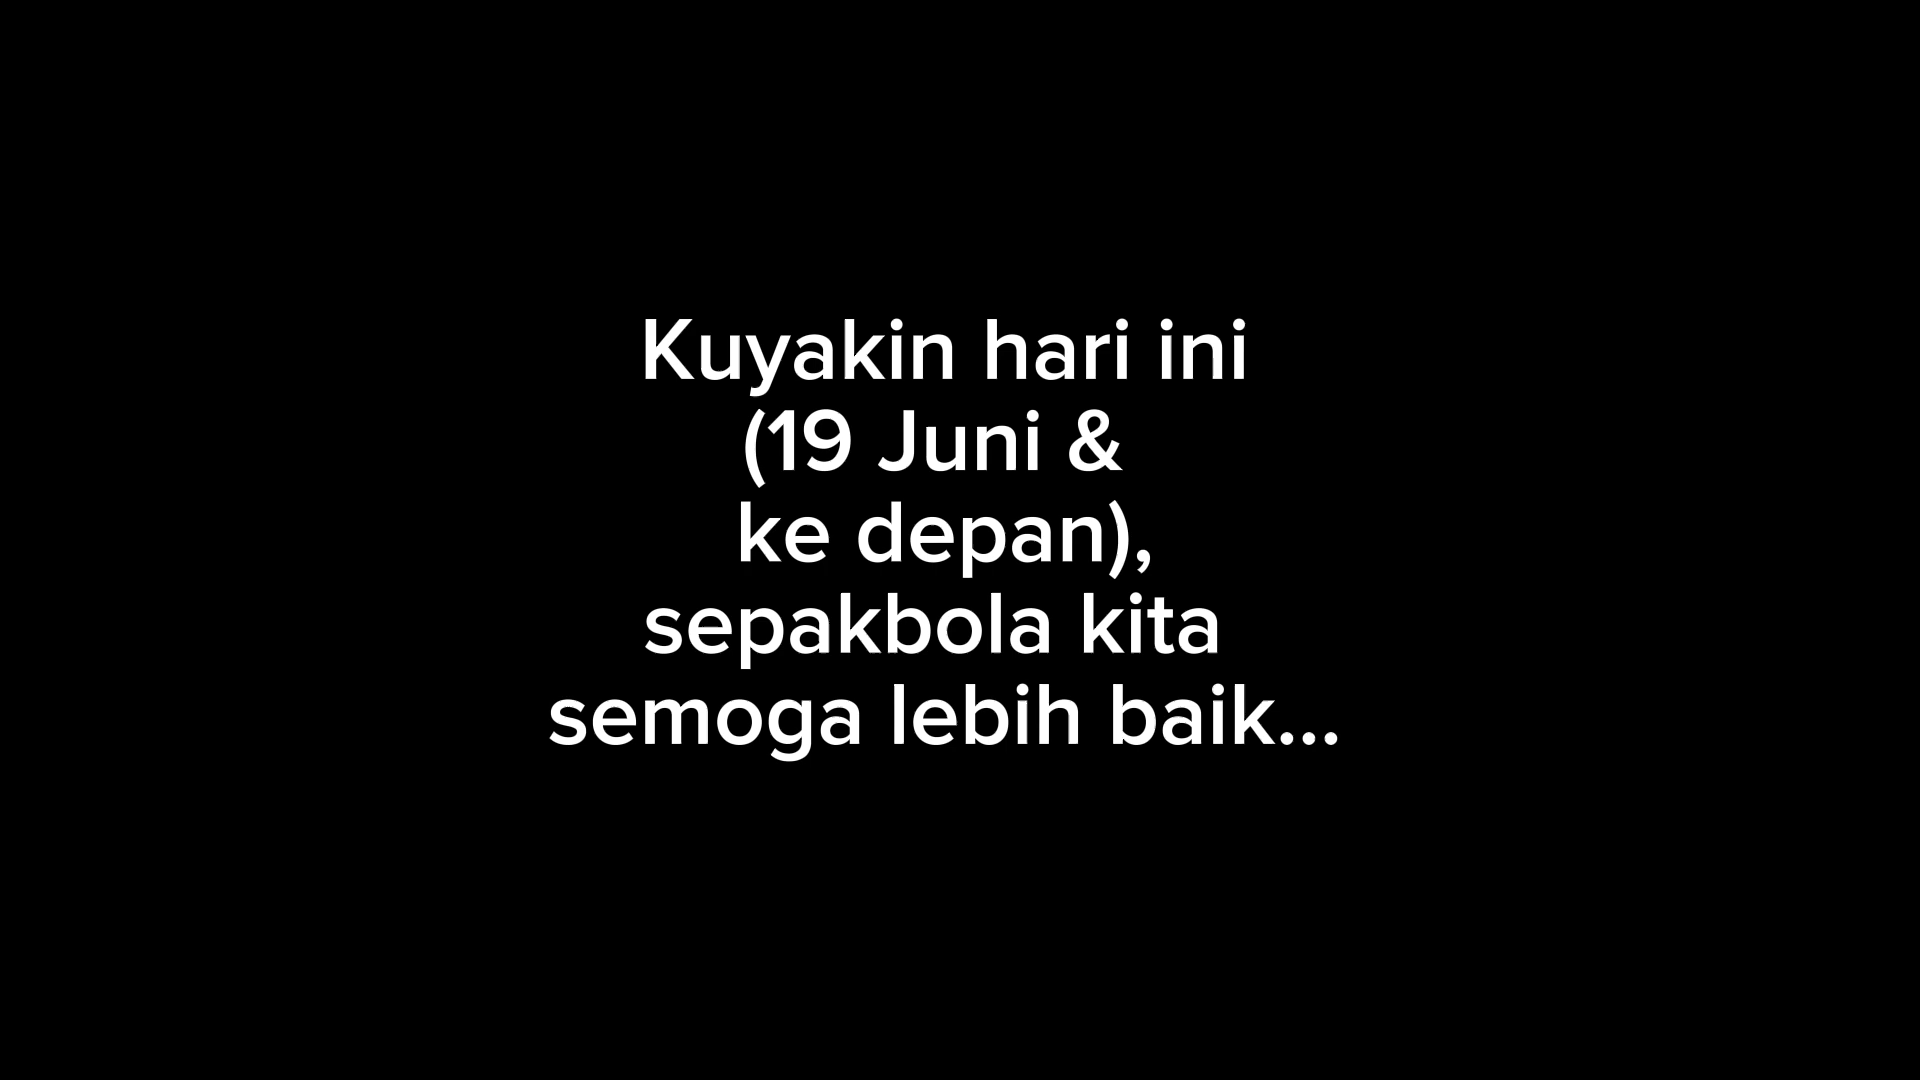 Kuyakin hari ini
(19 Juni &
ke depan),
sepakbola kita
semoga lebih baik...